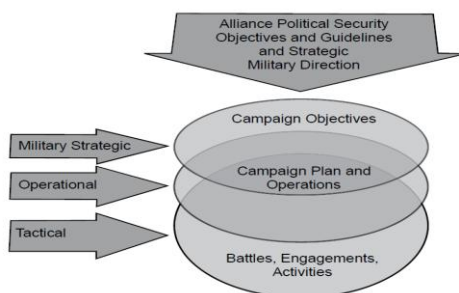 Alliance Political Security
Objectives and Guidelines
and Strategic
Military Direction
Campaign Objectives
Military Strategic
Campaign Plan and
Operations
Operational
Tactical
Battles, Engagements,
Activities